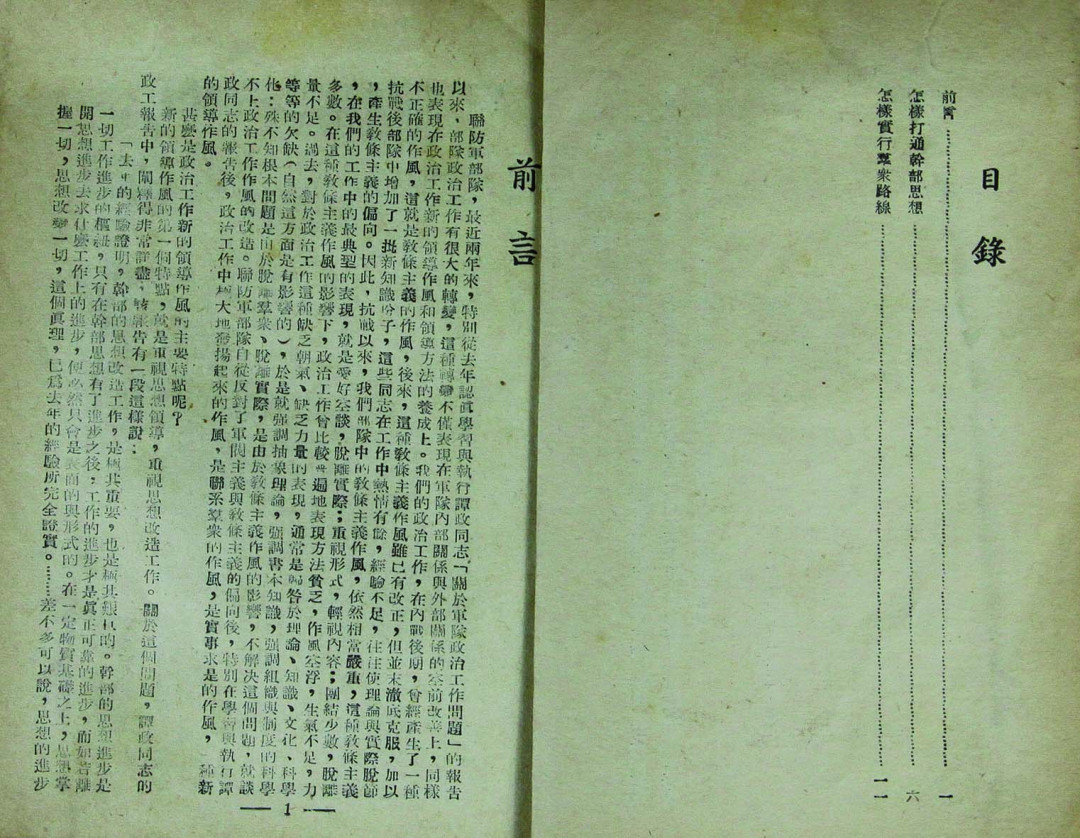 目錄
前言……一
怎樣打通幹部思想……六
怎樣實行羣衆路線……二一
前言
聯防軍部隊，最近兩年來，特別從去年認眞學習與執行譚政同志「關於軍隊政治工作問題」的報告
以來，部隊政治工作有很大的轉變，這種轉變不僅表現在軍隊內部關係與外部關係的空前改善上，同樣
也表現在政治工作新的領導作風和領導方法的養成上。我們的政治工作，在內戰後期，曾經產生了一種
不正確的作風，這就是敎條主義的作風，後來，這種敎條主義作風雖已有改正，但並未澈底克服，加以
抗戰後部隊中增加了一批新知識份子，這些同志在工作中熱情有餘，經驗不足，往往使理論與實際脫節
，產生敎條主義的偏向。因此，抗戰以來，我們部隊中的敎條主義作風，依然相當嚴重，這種敎條主義
，在我們的工作中的最典型的表現，就是愛好空談，脫離實際；重視形式，輕視內容；團結少數，脫離
多數。在這種敎條主義作風的影響下，政治工作曾比較普遍地表現方法貧乏，作風空浮，生氣不足，力
量不足。過去，對於政治工作這種缺乏朝氣、缺乏力量的表現，通常是歸咎於理論、知識、文化、科學
等等的欠缺（自然這方面是有影響的），於是就强調抽象理論，强調書本知識，强調組織與制度的科學
化；殊不知根本問題是由於脫離羣衆、脫離實際，是由於敎條主義作風的影響，不解決這個問題，就談
不上政治工作作風的改造。聯防軍部隊自從反對了軍閥主義與敎條主義的偏向後，特別在學習與執行譚
政同志的報告後，政治工作中極大地發揚起來的作風，是聯系羣衆的作風，是實事求是的作風，一種新
的領導作風。
甚麼是政治工作新的領導作風的主要特點呢？
新的領導作風的第一個特點，就是重視思想領導，重視思想改造工作。關於這個問題，譚政同志的
政工報告中，闡釋得非常詳盡，該報告有一段這樣說：
「去年的經驗證明，幹部的思想改造工作，是極其重要，也是極其艱巨的。幹部的思想進步是
一切工作進步的樞紐，只有在幹部思想有了進步之後，工作的進步才是眞正可靠的進步，而如若離
開思想進步去求什麼工作上的進步，便必然只會是表面的與形式的。在一定物質基礎之上，思想掌
握一切，思想改變一切，這個眞理，已爲去年的經驗所完全證實。……差不多可以說，思想的進步
— 1 —